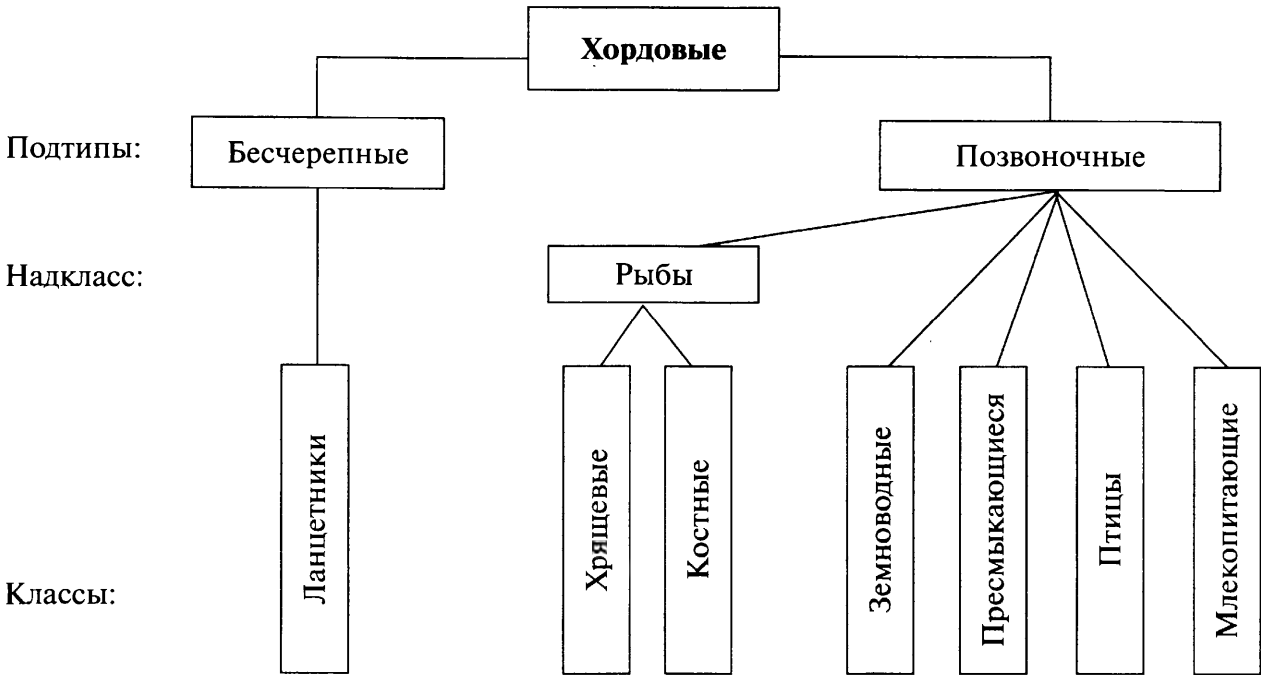 Хордовые
Подтипы:
Бесчерепные
Позвоночные
Надкласс:
Рыбы
Классы:
Ланцетники
Хрящевые
Костные
Земноводные
Пресмыкающиеся
Птицы
Млекопитающие